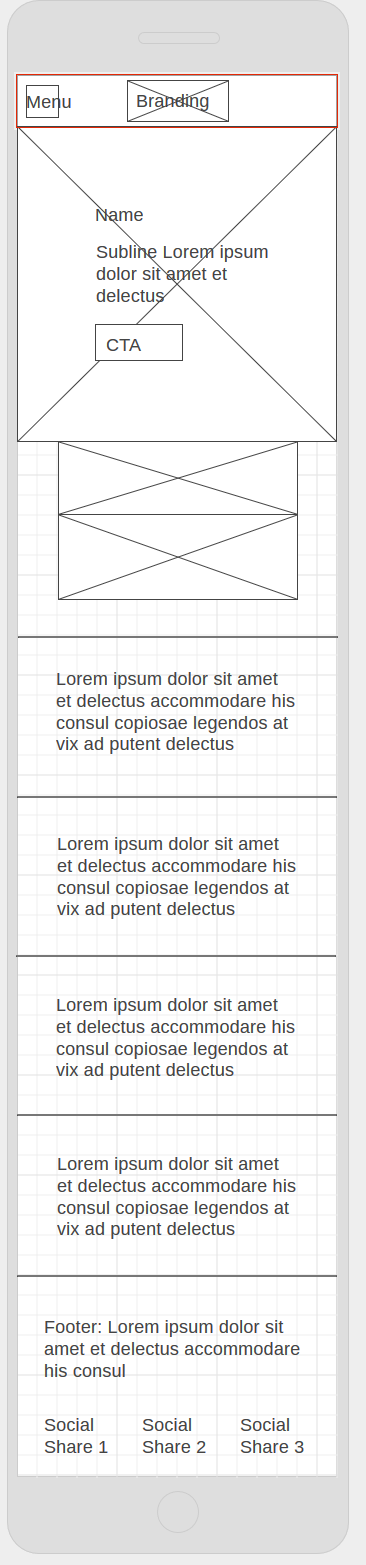 Menu Branding
Name
Subline Lorem ipsum
dolor sit amet et
delectus
CTA
Lorem ipsum dolor sit amet
et delectus accommodare his
consul copiosae legendos at
vix ad putent delectus
Lorem ipsum dolor sit amet
et delectus accommodare his
consul copiosae legendos at
vix ad putent delectus
Lorem ipsum dolor sit amet
et delectus accommodare his
consul copiosae legendos at
vix ad putent delectus
Lorem ipsum dolor sit amet
et delectus accommodare his
consul copiosae legendos at
vix ad putent delectus
Footer: Lorem ipsum dolor sit
amet et delectus accommodare
his consul
Social Social Social
Share 1 Share 2 Share 3